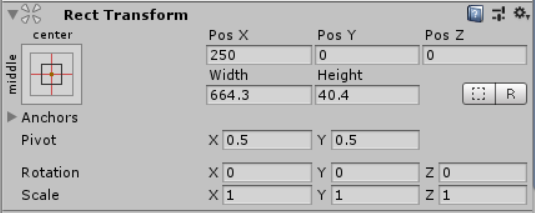 Rect Transform
center
middle
Pos X Pos Y Pos Z
250 0 0
Width Height
664.3 40.4
R
Anchors
Pivot X 0.5 Y 0.5
Rotation X 0 Y 0 Z 0
Scale X 1 Y 1 Z 1